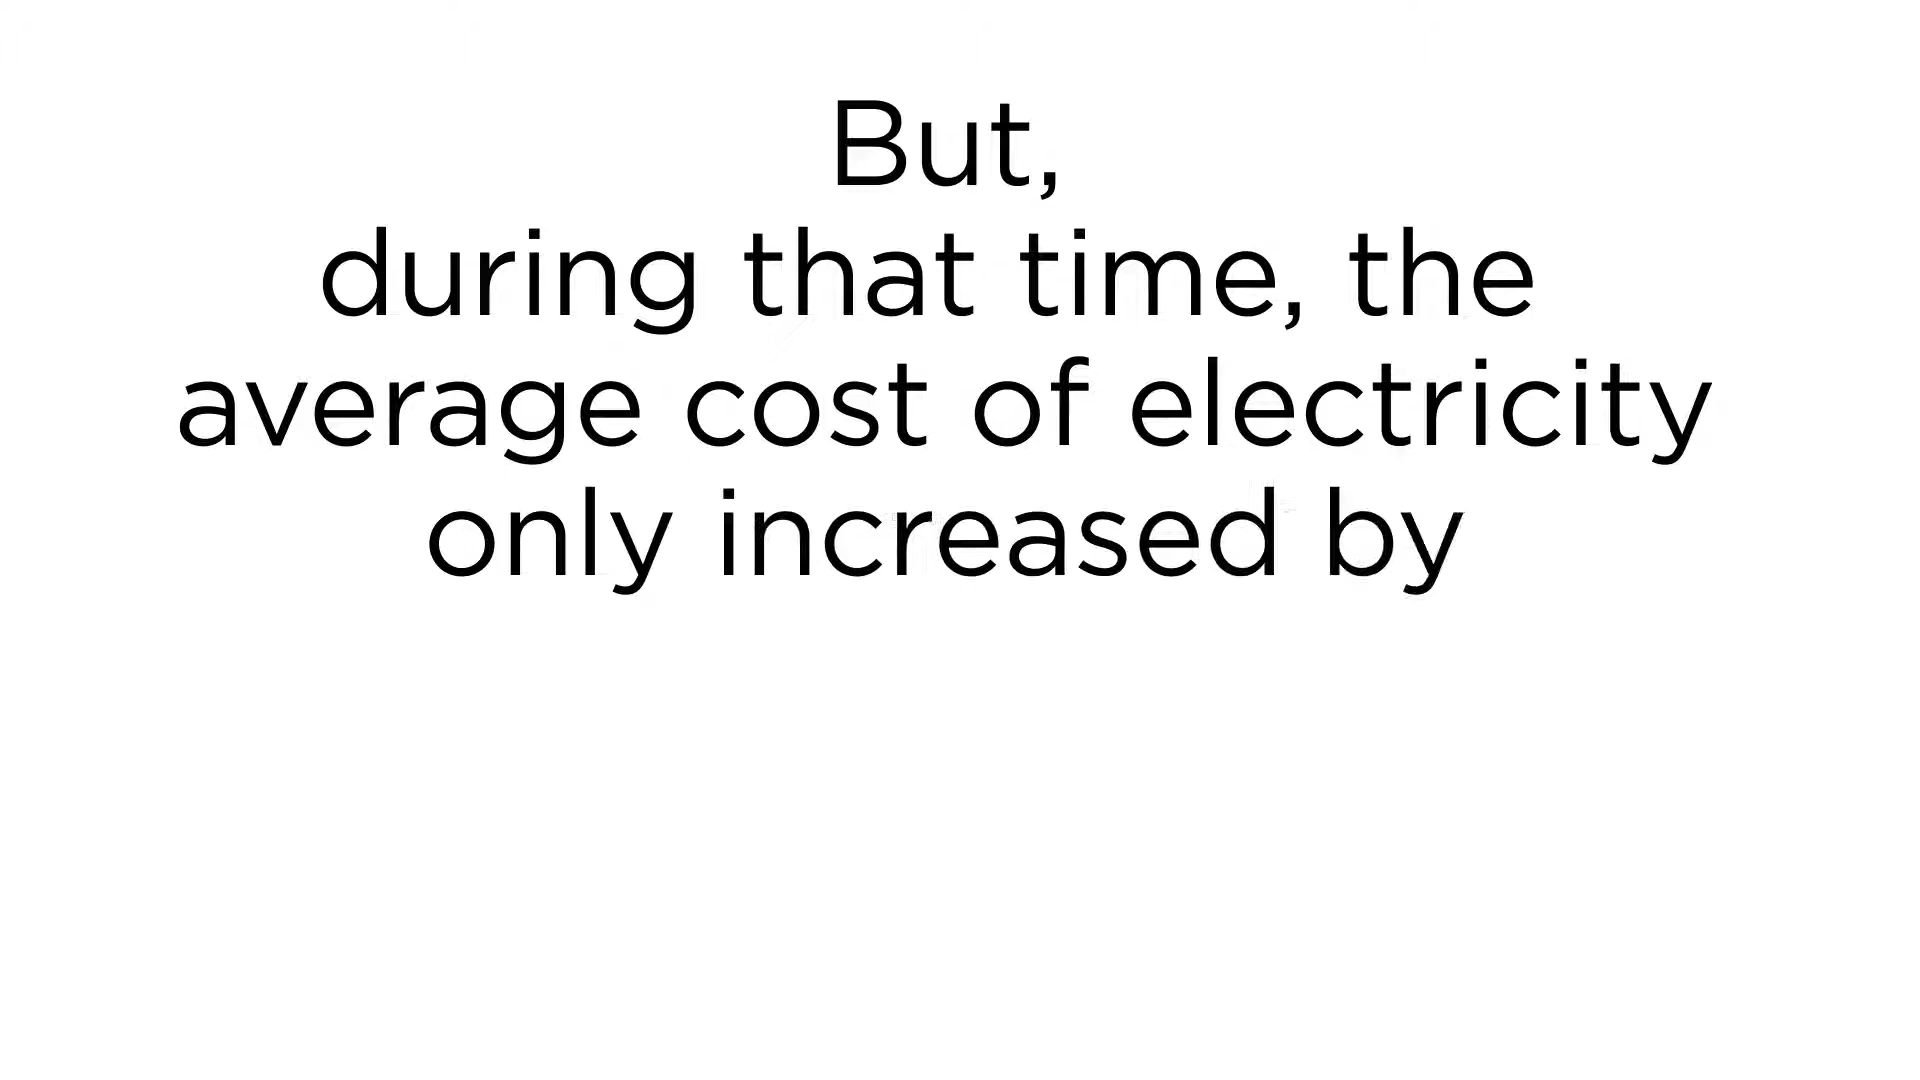 But,
during that time, the
average cost of electricity
only increased by